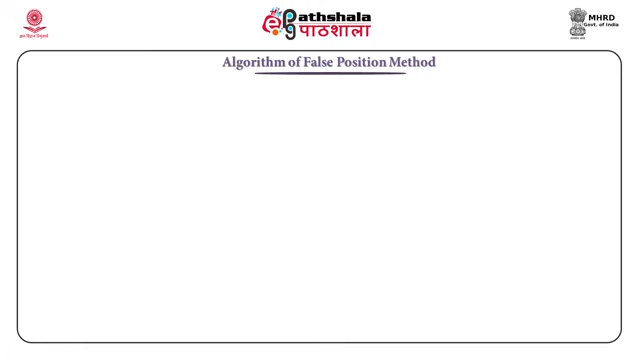 ePathshala
पाठशाला
MHRD
Govt. of India
Algorithm of False Position Method